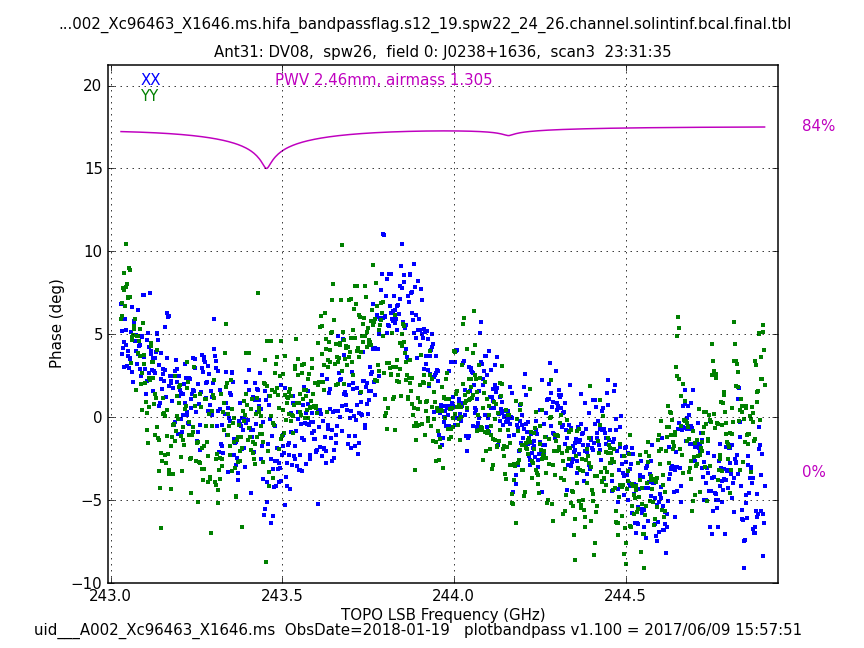 ...002_Xc96463_X1646.ms.hifa_bandpassflag.s12_19.spw22_24_26.channel.solintinf.bcal.final.tbl
Ant31: DV08, spw26, field 0: J0238+1636, scan3 23:31:35
XX
YY
PWV 2.46mm, airmass 1.305
84%
0%
20
15
10
5
0
−5
−10
Phase (deg)
243.0
243.5
244.0
244.5
TOPO LSB Frequency (GHz)
uid___A002_Xc96463_X1646.ms ObsDate=2018-01-19 plotbandpass v1.100 = 2017/06/09 15:57:51